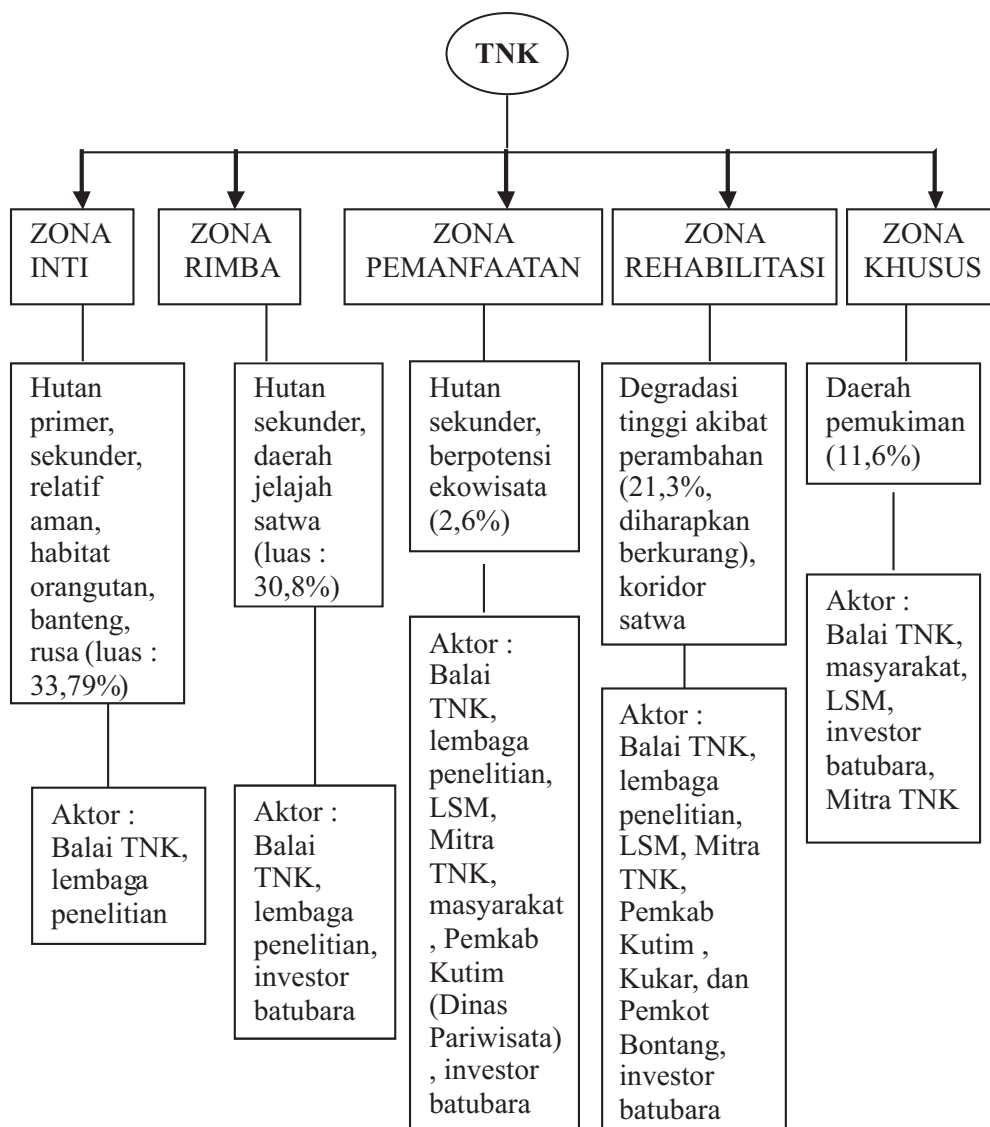 TNK
ZONA
INTI
ZONA
RIMBA
ZONA
PEMANFAATAN
ZONA
REHABILITASI
ZONA
KHUSUS
Hutan
primer,
sekunder,
relatif
aman,
habitat
orangutan,
banteng,
rusa (luas :
33,79%)
Hutan
sekunder,
daerah
jelajah
satwa
(luas :
30,8%)
Hutan
sekunder,
berpotensi
ekowisata
(2,6%)
Degradasi
tinggi akibat
perambahan
(21,3%,
diharapkan
berkurang),
koridor
satwa
Daerah
pemukiman
(11,6%)
Aktor :
Balai TNK,
lembaga
penelitian
Aktor :
Balai
TNK,
lembaga
penelitian,
investor
batubara
Aktor :
Balai
TNK,
lembaga
penelitian,
LSM,
Mitra
TNK,
masyarakat
, Pemkab
Kutim
(Dinas
Pariwisata)
, investor
batubara
Aktor :
Balai TNK,
lembaga
penelitian,
LSM, Mitra
TNK,
Pemkab
Kutim ,
Kukar, dan
Pemkot
Bontang,
investor
batubara
Aktor :
Balai TNK,
masyarakat,
LSM,
investor
batubara,
Mitra TNK